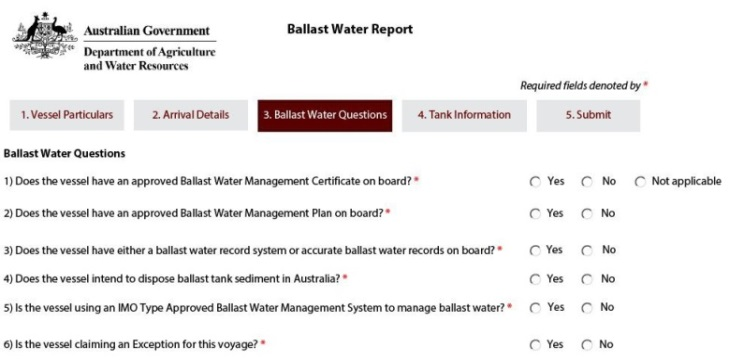 Australian Government
Department of Agriculture
and Water Resources
Ballast Water Report
Required fields denoted by *
1. Vessel Particulars 2. Arrival Details 3. Ballast Water Questions 4. Tank Information 5. Submit
Ballast Water Questions
1) Does the vessel have an approved Ballast Water Management Certificate on board? * Yes No Not applicable
2) Does the vessel have an approved Ballast Water Management Plan on board? * Yes No
3) Does the vessel have either a ballast water record system or accurate ballast water records on board? * Yes No
4) Does the vessel intend to dispose ballast tank sediment in Australia? * Yes No
5) Is the vessel using an IMO Type Approved Ballast Water Management System to manage ballast water? * Yes No
6) Is the vessel claiming an Exception for this voyage? * Yes No